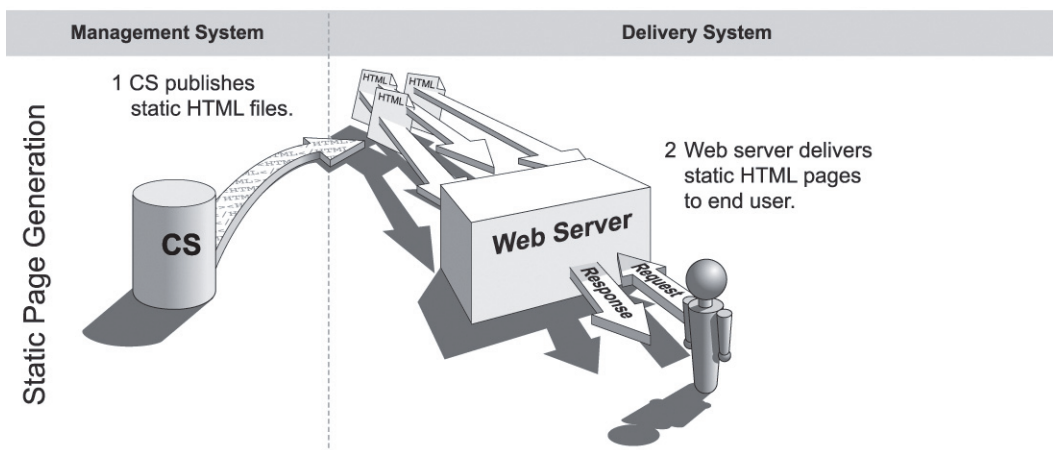 Management System
Delivery System
1 CS publishes
static HTML files.
HTML
HTML
HTML
2 Web server delivers
static HTML pages
to end user.
Static Page Generation
CS
Web Server
Response
Request